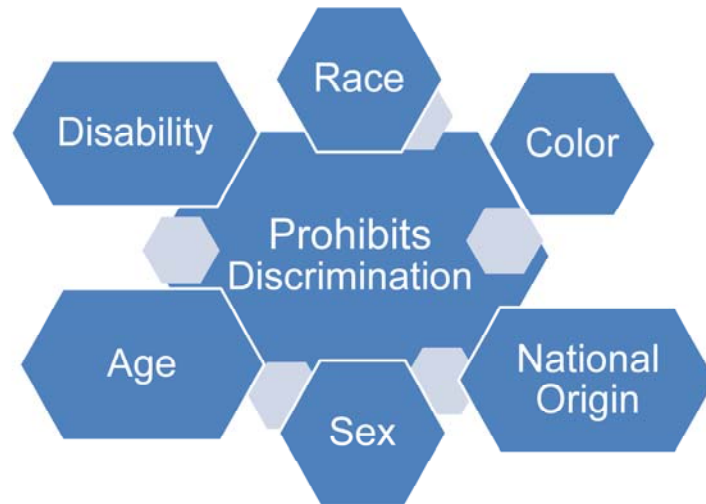 Race
Disability
Color
Prohibits
Discrimination
Age
National
Origin
Sex